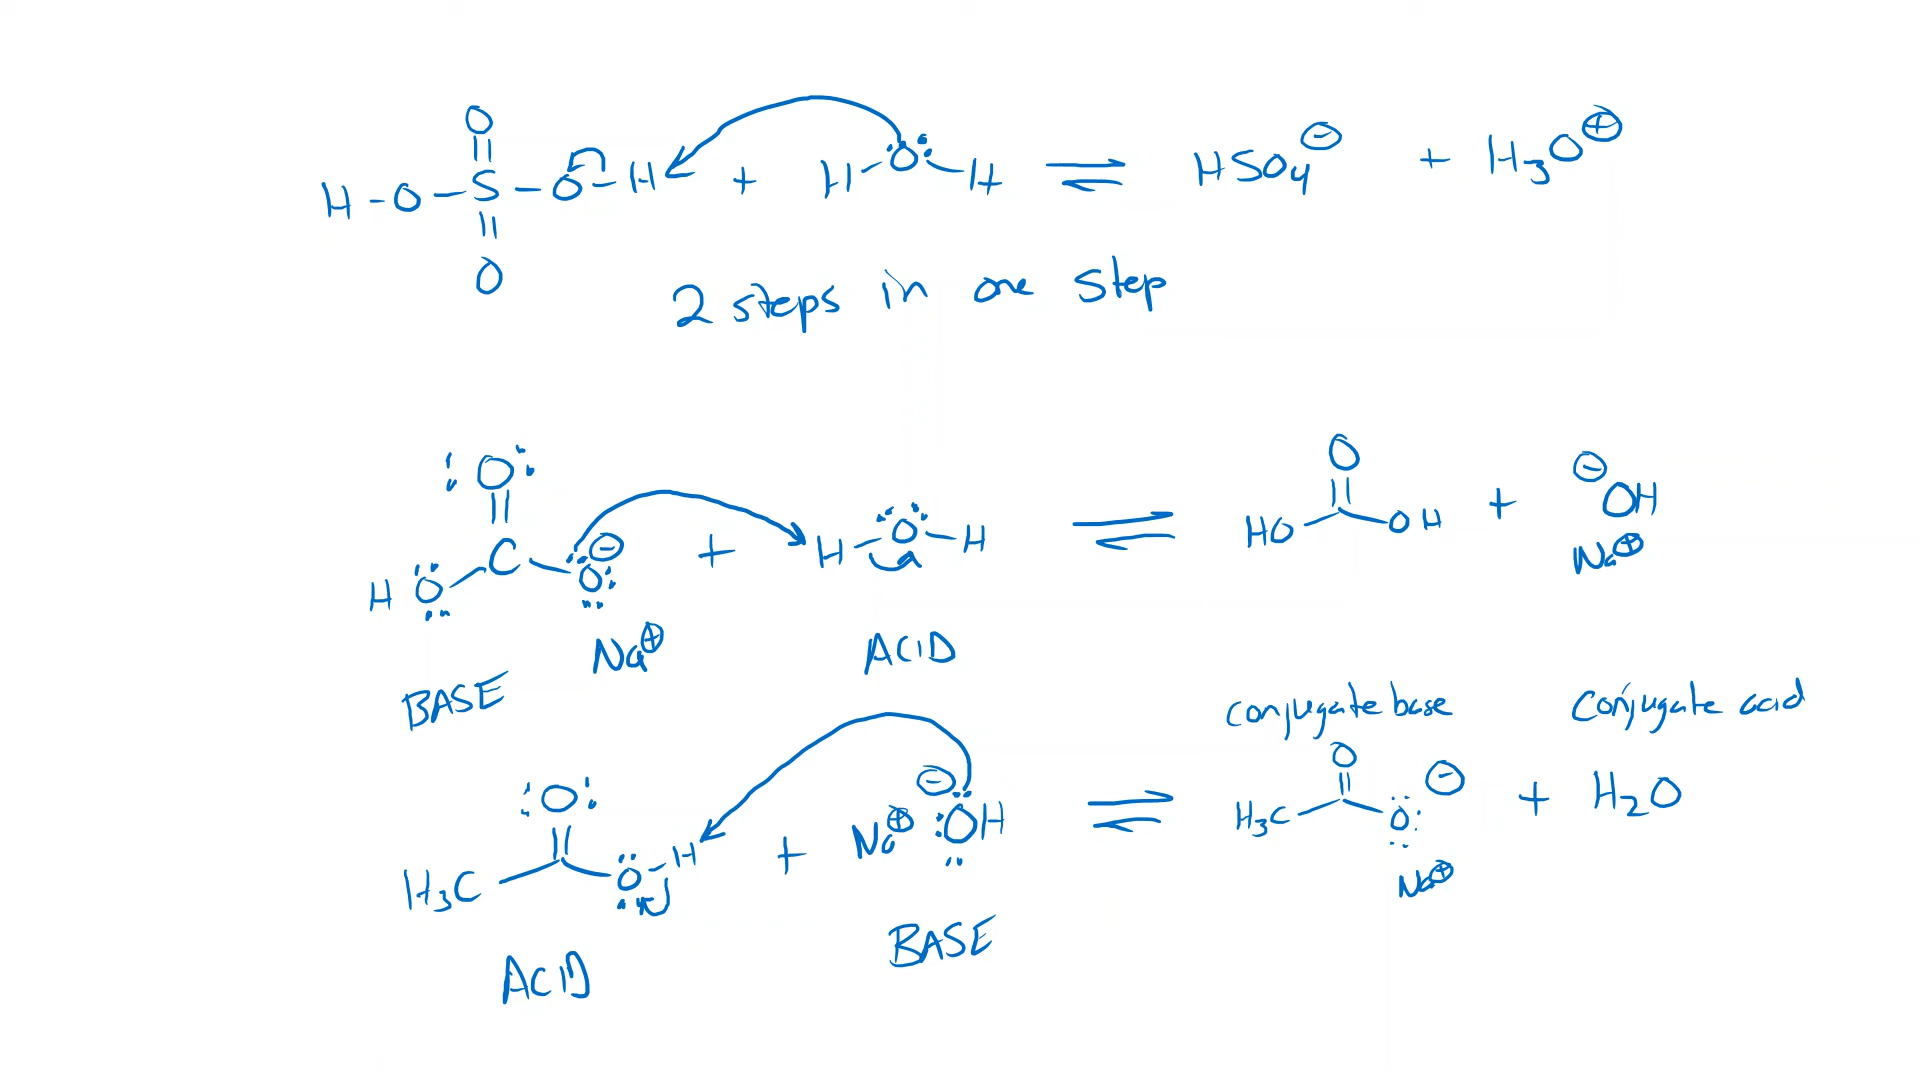 O
H - O - S - O - H + H - O - H ⇌ HSO4⊖ + H3O⊕
O
2 steps in one step
O
H O - C - O⊖ + H - O - H ⇌ HO O OH + ⊖OH
Na⊕ Na⊕
BASE ACID
conjugate base conjugate acid
O O
H3C O - H + Na⊕ ⊖OH ⇌ H3C O⊖ + H2O
Na⊕
ACID BASE